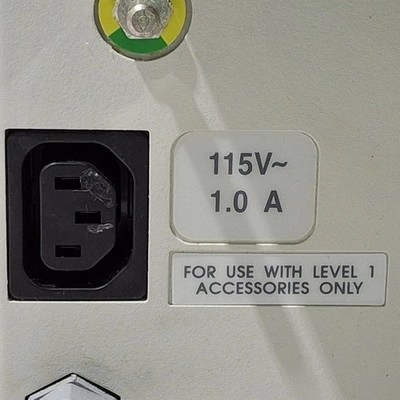 115V~
1.0 A
FOR USE WITH LEVEL 1
ACCESSORIES ONLY